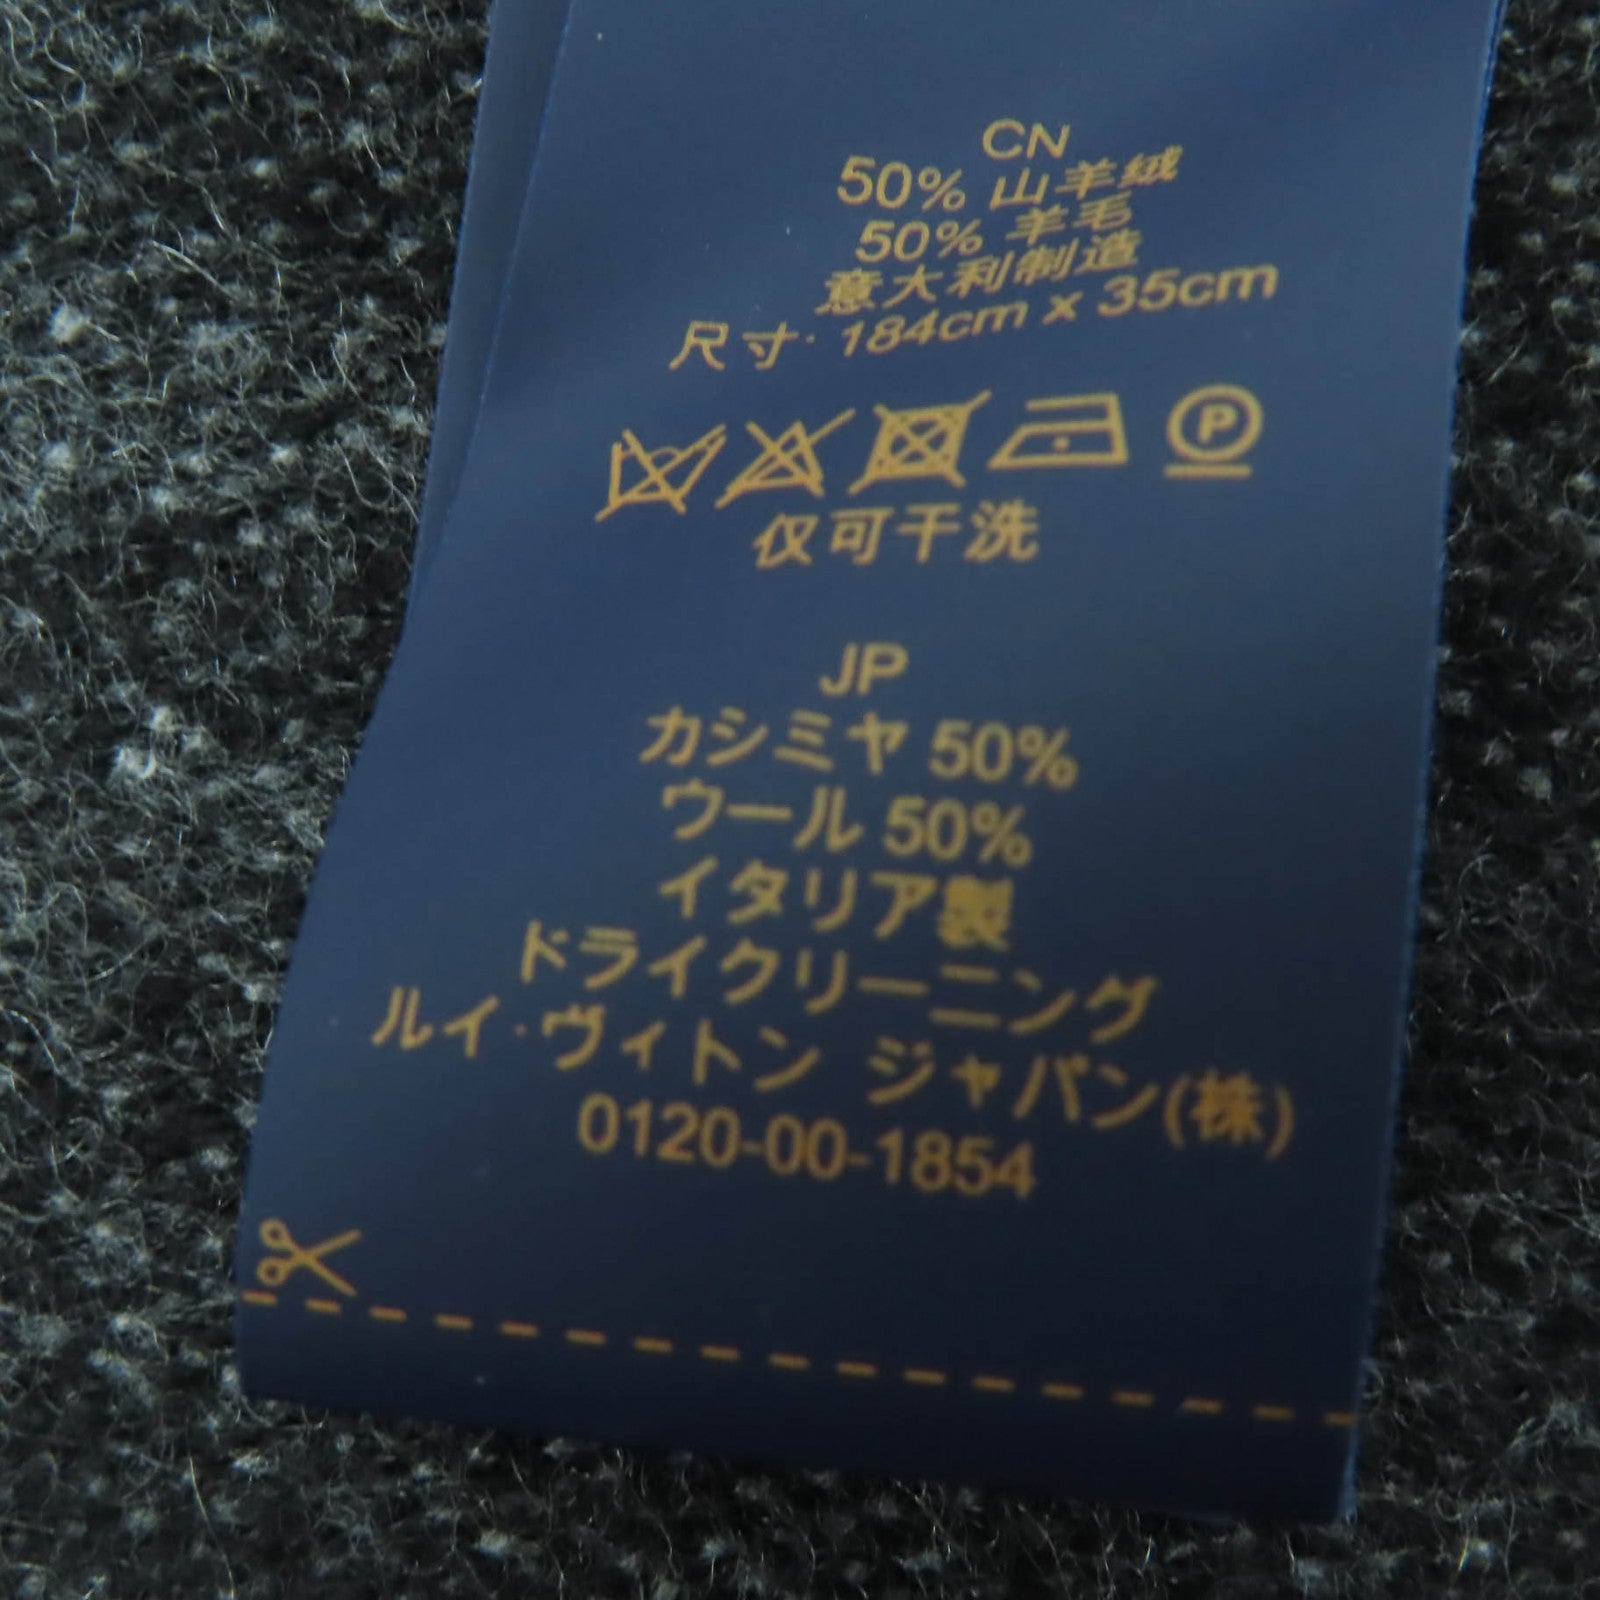 CN
50% 山羊绒
50% 羊毛
意大利制造
尺寸: 184cm x 35cm
P
仅可干洗
JP
カシミヤ 50%
ウール 50%
イタリア製
ドライクリーニング
ルイ・ヴィトン ジャパン(株)
0120-00-1854